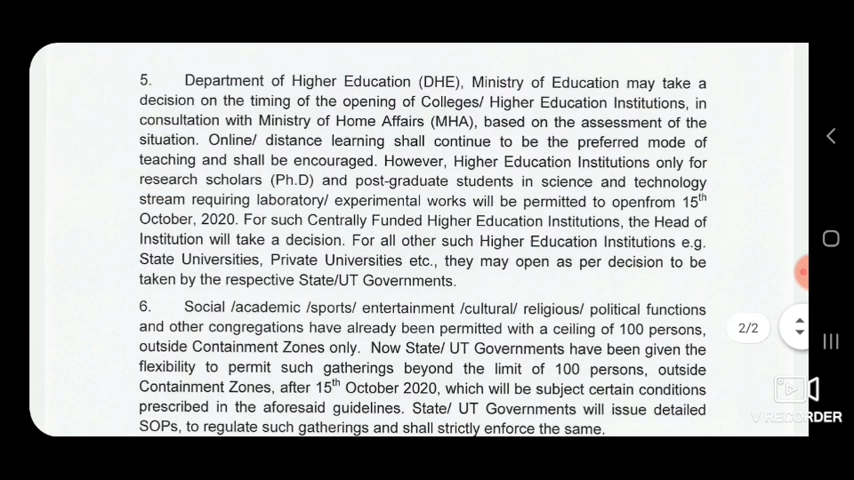 5. Department of Higher Education (DHE), Ministry of Education may take a
decision on the timing of the opening of Colleges/ Higher Education Institutions, in
consultation with Ministry of Home Affairs (MHA), based on the assessment of the
situation. Online/ distance learning shall continue to be the preferred mode of
teaching and shall be encouraged. However, Higher Education Institutions only for
research scholars (Ph.D) and post-graduate students in science and technology
stream requiring laboratory/ experimental works will be permitted to openfrom 15th
October, 2020. For such Centrally Funded Higher Education Institutions, the Head of
Institution will take a decision. For all other such Higher Education Institutions e.g.
State Universities, Private Universities etc., they may open as per decision to be
taken by the respective State/UT Governments.
6. Social /academic /sports/ entertainment /cultural/ religious/ political functions
and other congregations have already been permitted with a ceiling of 100 persons,
outside Containment Zones only. Now State/ UT Governments have been given the
flexibility to permit such gatherings beyond the limit of 100 persons, outside
Containment Zones, after 15th October 2020, which will be subject certain conditions
prescribed in the aforesaid guidelines. State/ UT Governments will issue detailed
SOPs, to regulate such gatherings and shall strictly enforce the same.
2/2
V RECORDER